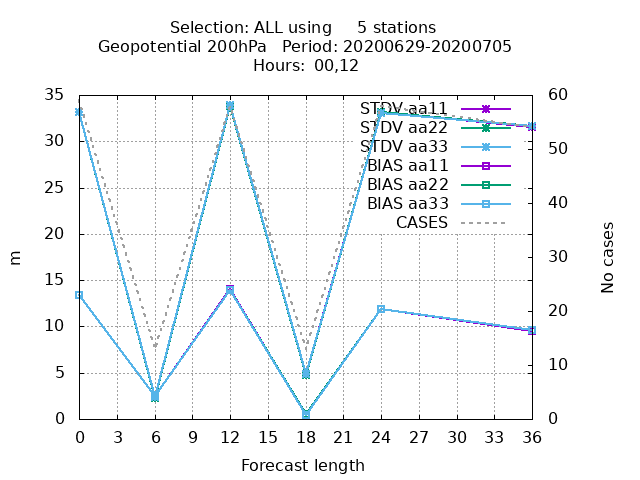 Selection: ALL using     5 stations
Geopotential 200hPa   Period: 20200629-20200705
Hours:  00,12
35
30
25
20
15
10
5
0
m
60
50
40
30
20
10
0
No cases
STDV aa11
STDV aa22
STDV aa33
BIAS aa11
BIAS aa22
BIAS aa33
CASES
0 3 6 9 12 15 18 21 24 27 30 33 36
Forecast length